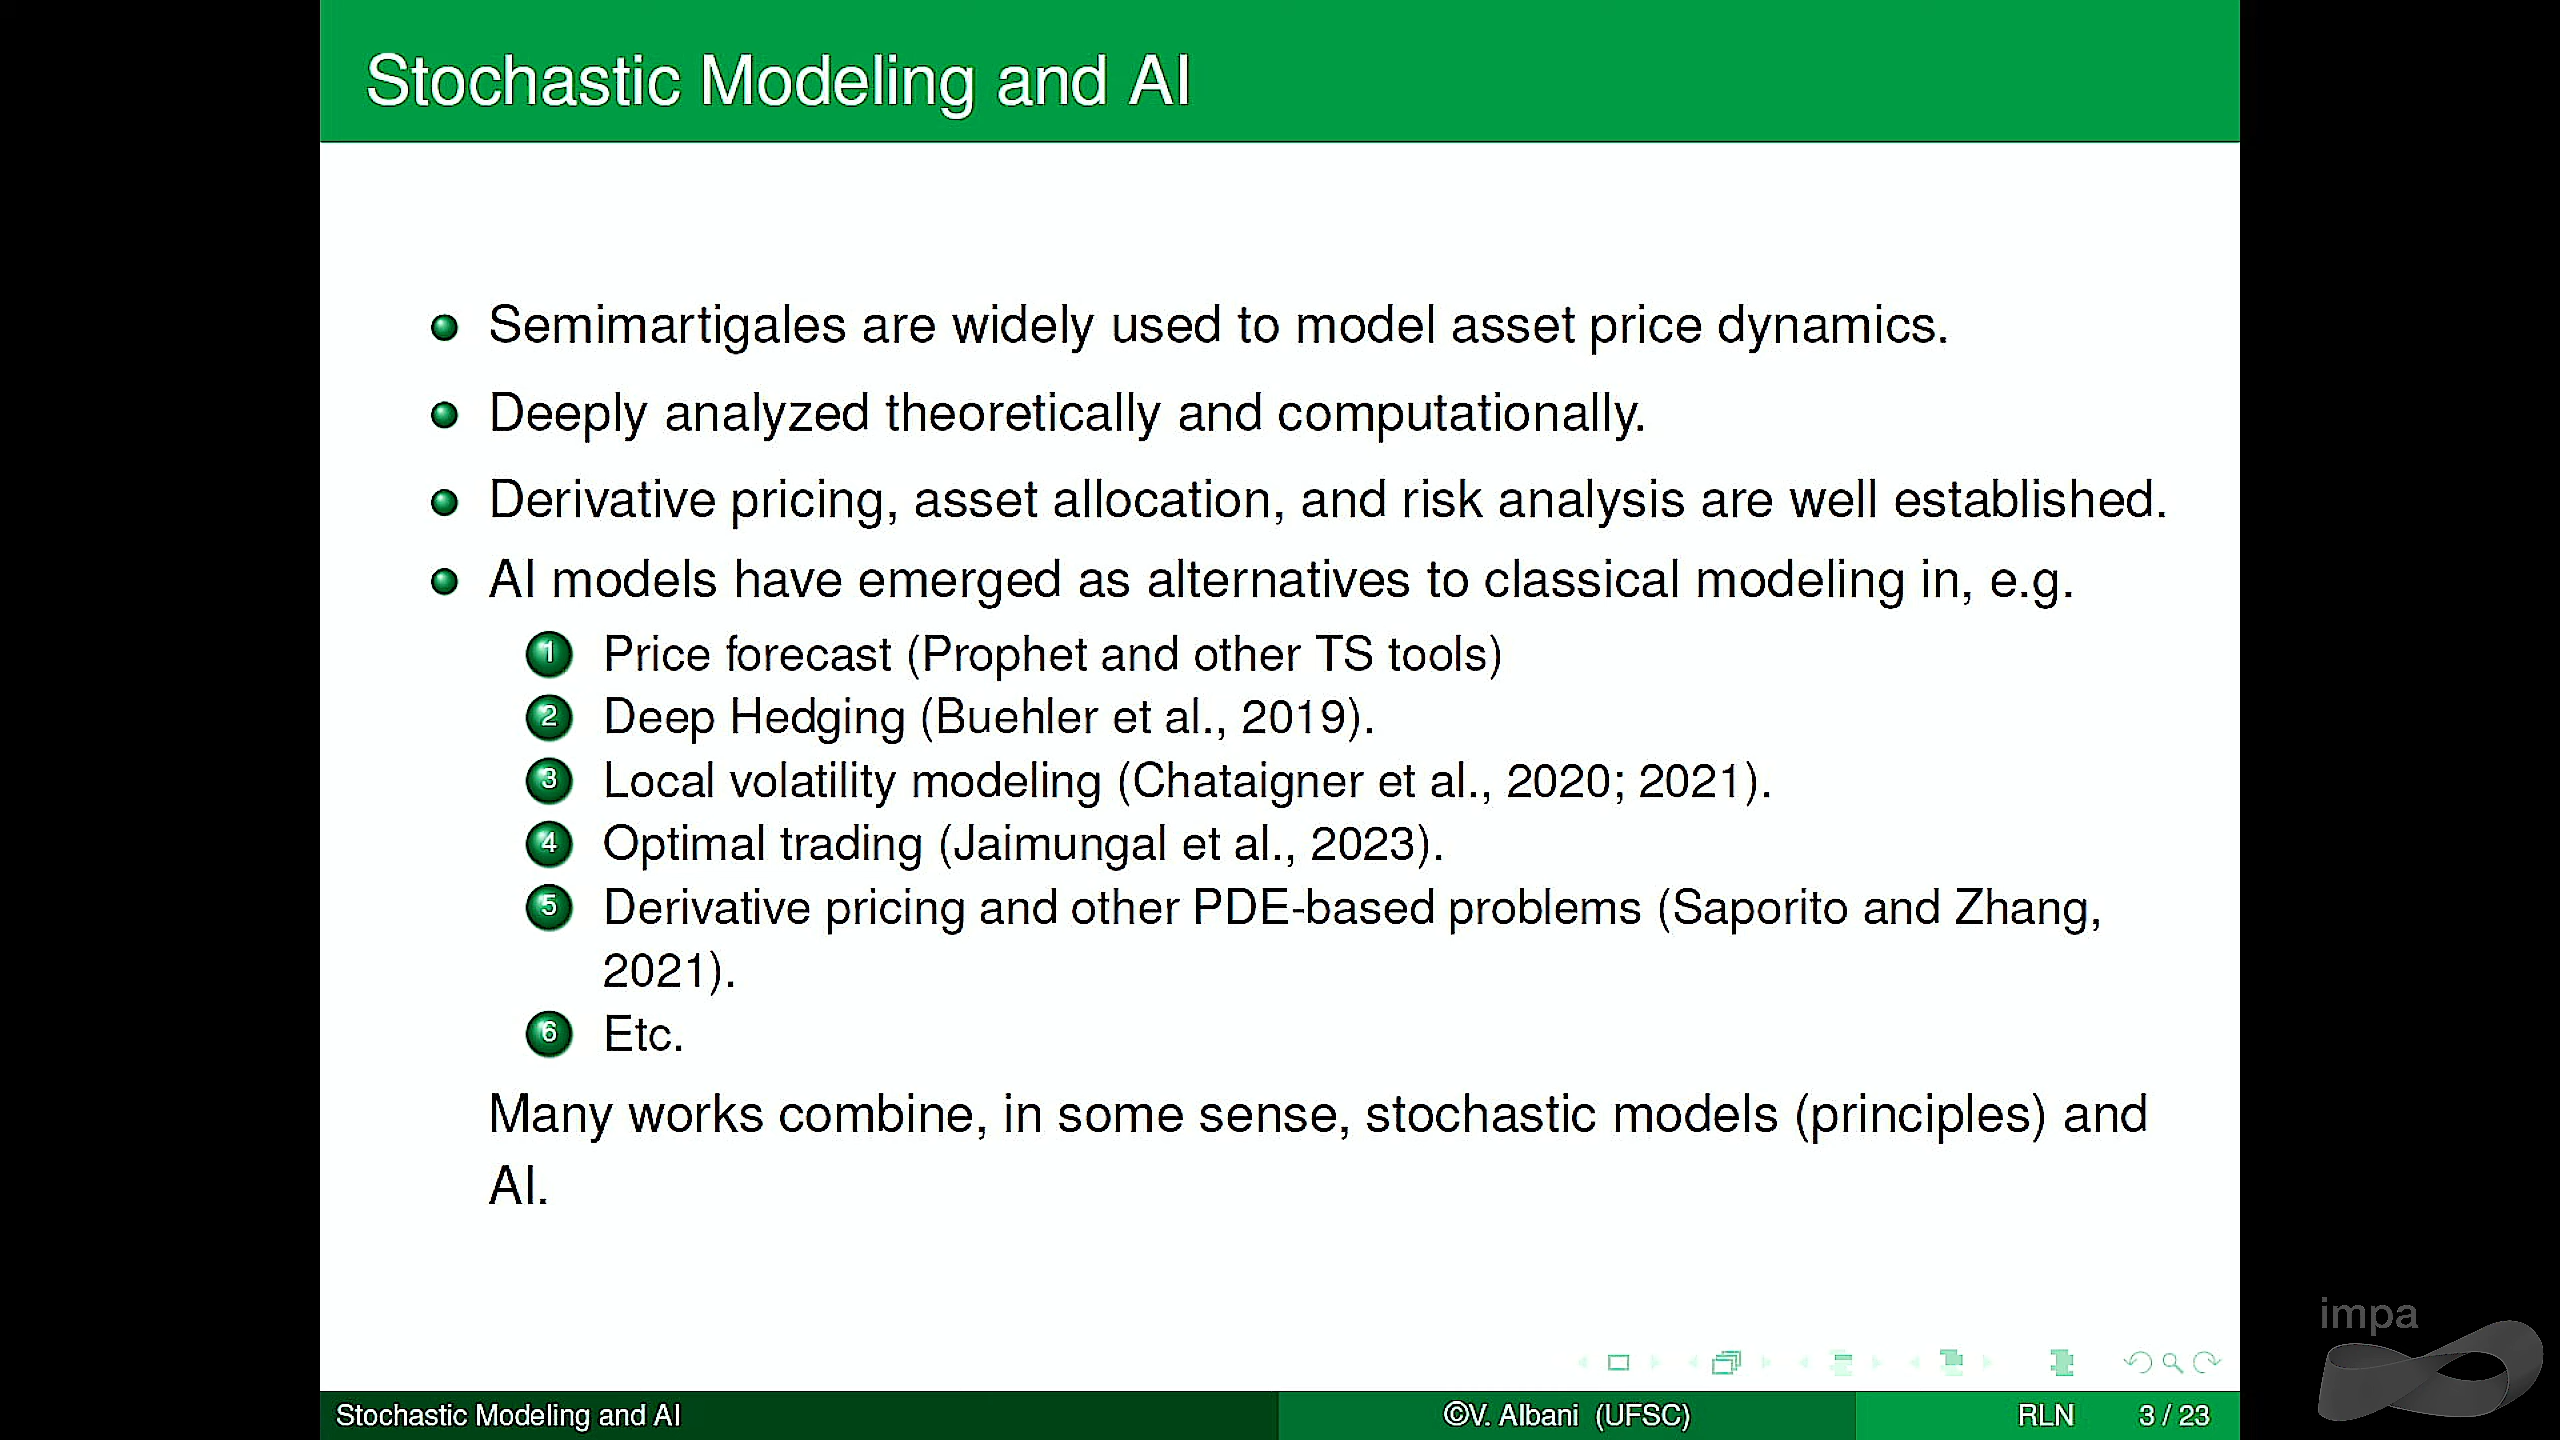 Stochastic Modeling and AI
Semimartigales are widely used to model asset price dynamics.
Deeply analyzed theoretically and computationally.
Derivative pricing, asset allocation, and risk analysis are well established.
AI models have emerged as alternatives to classical modeling in, e.g.
1 Price forecast (Prophet and other TS tools)
2 Deep Hedging (Buehler et al., 2019).
3 Local volatility modeling (Chataigner et al., 2020; 2021).
4 Optimal trading (Jaimungal et al., 2023).
5 Derivative pricing and other PDE-based problems (Saporito and Zhang,
2021).
6 Etc.
Many works combine, in some sense, stochastic models (principles) and
AI.
impa
Stochastic Modeling and AI ©V. Albani (UFSC) RLN 3 / 23